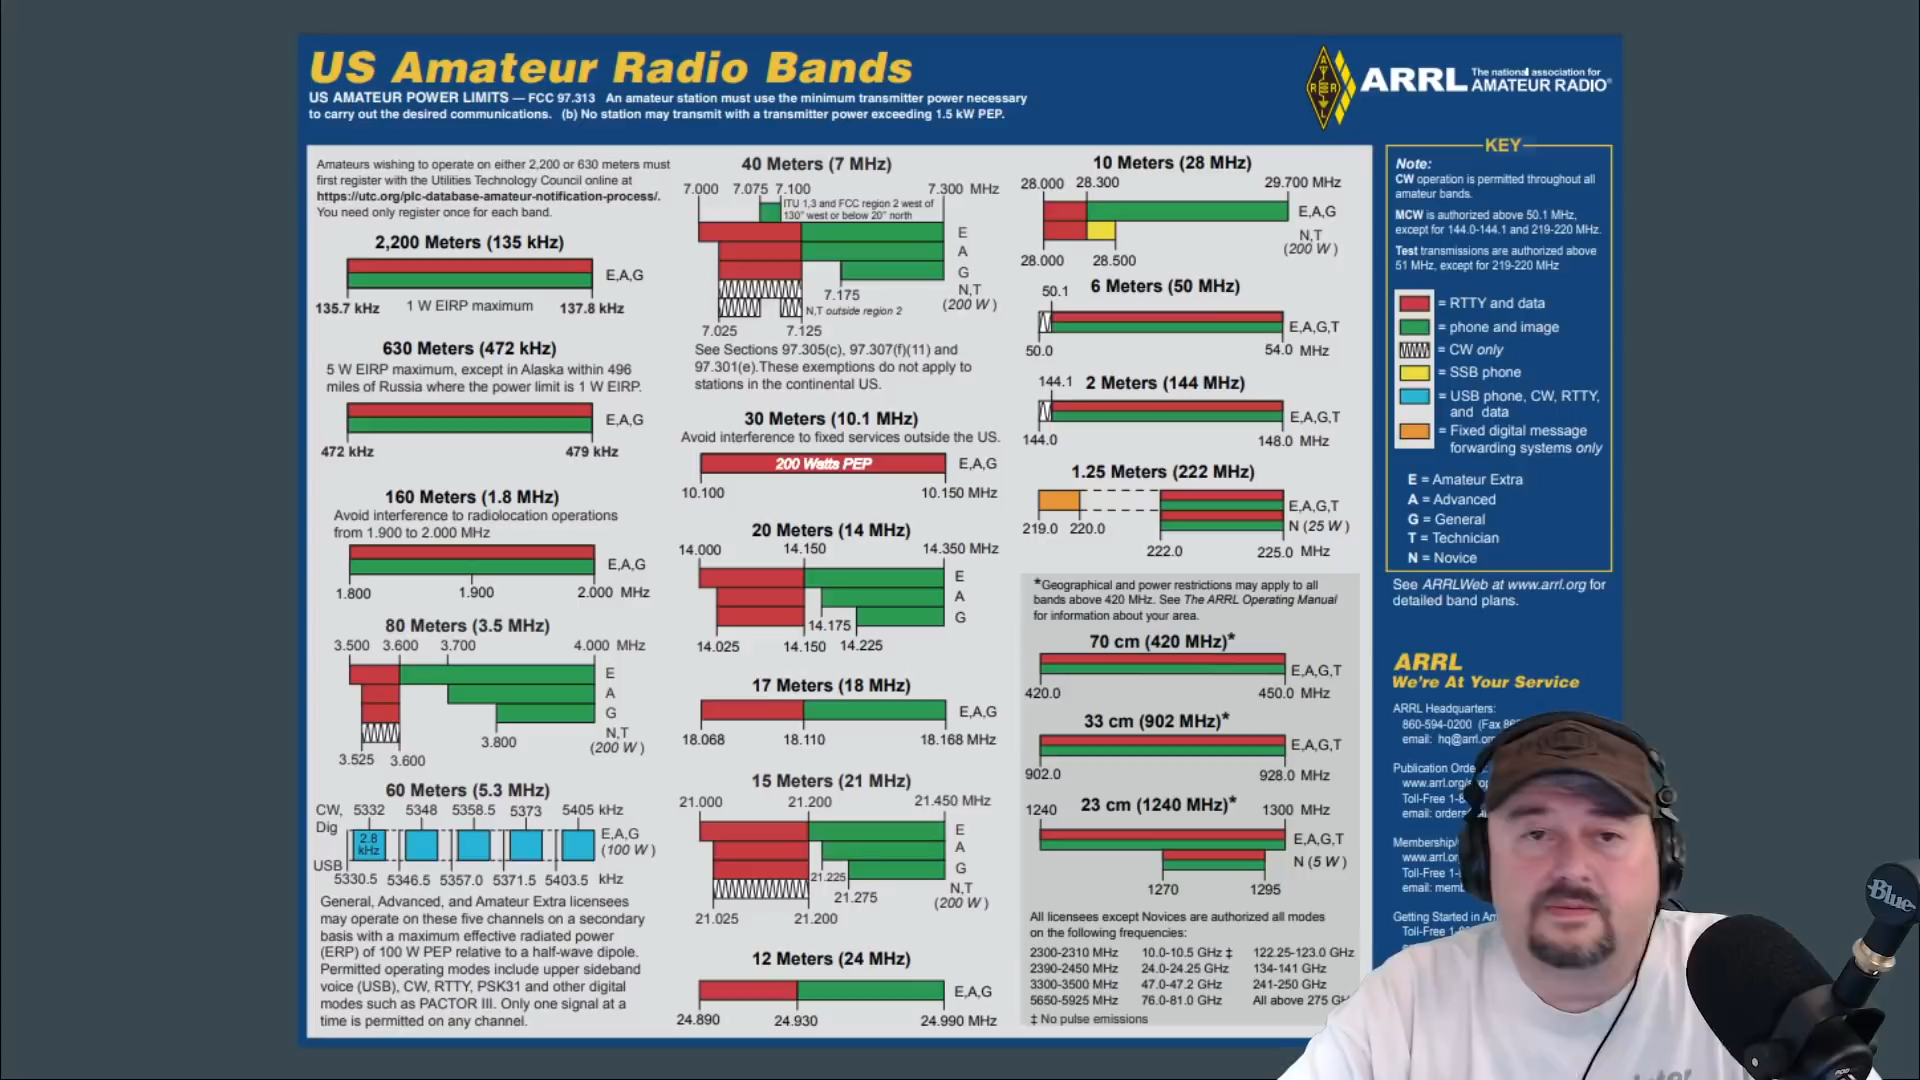 US Amateur Radio Bands
US AMATEUR POWER LIMITS — FCC 97.313 An amateur station must use the minimum transmitter power necessary
to carry out the desired communications. (b) No station may transmit with a transmitter power exceeding 1.5 kW PEP.
ARRL The national association for
AMATEUR RADIO®
Amateurs wishing to operate on either 2,200 or 630 meters must
first register with the Utilities Technology Council online at
https://utc.org/plc-database-amateur-notification-process/.
You need only register once for each band.
2,200 Meters (135 kHz)
E,A,G
135.7 kHz 1 W EIRP maximum 137.8 kHz
630 Meters (472 kHz)
5 W EIRP maximum, except in Alaska within 496
miles of Russia where the power limit is 1 W EIRP.
E,A,G
472 kHz 479 kHz
160 Meters (1.8 MHz)
Avoid interference to radiolocation operations
from 1.900 to 2.000 MHz
E,A,G
1.800 1.900 2.000 MHz
80 Meters (3.5 MHz)
3.500 3.600 3.700 4.000 MHz
E
A
G
N,T
(200 W)
3.800
3.525 3.600
60 Meters (5.3 MHz)
CW, Dig 5332 5348 5358.5 5373 5405 kHz
2.8 kHz
E,A,G
(100 W)
USB
5330.5 5346.5 5357.0 5371.5 5403.5 kHz
General, Advanced, and Amateur Extra licensees
may operate on these five channels on a secondary
basis with a maximum effective radiated power
(ERP) of 100 W PEP relative to a half-wave dipole.
Permitted operating modes include upper sideband
voice (USB), CW, RTTY, PSK31 and other digital
modes such as PACTOR III. Only one signal at a
time is permitted on any channel.
40 Meters (7 MHz)
7.000 7.075 7.100 7.300 MHz
ITU 1,3 and FCC region 2 west of
130° west or below 20° north
E
A
G
N,T
(200 W)
7.175
N,T outside region 2
7.025 7.125
See Sections 97.305(c), 97.307(f)(11) and
97.301(e).These exemptions do not apply to
stations in the continental US.
30 Meters (10.1 MHz)
Avoid interference to fixed services outside the US.
200 Watts PEP
E,A,G
10.100 10.150 MHz
20 Meters (14 MHz)
14.000 14.150 14.350 MHz
E
A
G
14.175
14.025 14.150 14.225
17 Meters (18 MHz)
E,A,G
18.068 18.110 18.168 MHz
15 Meters (21 MHz)
21.000 21.200 21.450 MHz
E
A
G
N,T
(200 W)
21.225
21.275
21.025 21.200
12 Meters (24 MHz)
E,A,G
24.890 24.930 24.990 MHz
10 Meters (28 MHz)
28.000 28.300 29.700 MHz
E,A,G
N,T
(200 W)
28.000 28.500
6 Meters (50 MHz)
50.1
E,A,G,T
50.0 54.0 MHz
144.1 2 Meters (144 MHz)
E,A,G,T
144.0 148.0 MHz
1.25 Meters (222 MHz)
E,A,G,T
N (25 W)
219.0 220.0
222.0 225.0 MHz
*Geographical and power restrictions may apply to all
bands above 420 MHz. See The ARRL Operating Manual
for information about your area.
70 cm (420 MHz)*
E,A,G,T
420.0 450.0 MHz
33 cm (902 MHz)*
E,A,G,T
902.0 928.0 MHz
1240 23 cm (1240 MHz)* 1300 MHz
E,A,G,T
N (5 W)
1270 1295
All licensees except Novices are authorized all modes
on the following frequencies:
2300-2310 MHz 10.0-10.5 GHz ‡ 122.25-123.0 GHz
2390-2450 MHz 24.0-24.25 GHz 134-141 GHz
3300-3500 MHz 47.0-47.2 GHz 241-250 GHz
5650-5925 MHz 76.0-81.0 GHz All above 275
‡ No pulse emissions
KEY
Note:
CW operation is permitted throughout all
amateur bands.
MCW is authorized above 50.1 MHz,
except for 144.0-144.1 and 219-220 MHz.
Test transmissions are authorized above
51 MHz, except for 219-220 MHz
= RTTY and data
= phone and image
= CW only
= SSB phone
= USB phone, CW, RTTY,
and data
= Fixed digital message
forwarding systems only
E = Amateur Extra
A = Advanced
G = General
T = Technician
N = Novice
See ARRLWeb at www.arrl.org for
detailed band plans.
ARRL
We're At Your Service
ARRL Headquarters:
860-594-0200 (Fax
email: hq@arrl.
Publication
www.arrl.org/
Toll-Free
email:
Membership/
www.arrl.
Toll-Free
email:
Getting Started in
Toll-Free
Blue